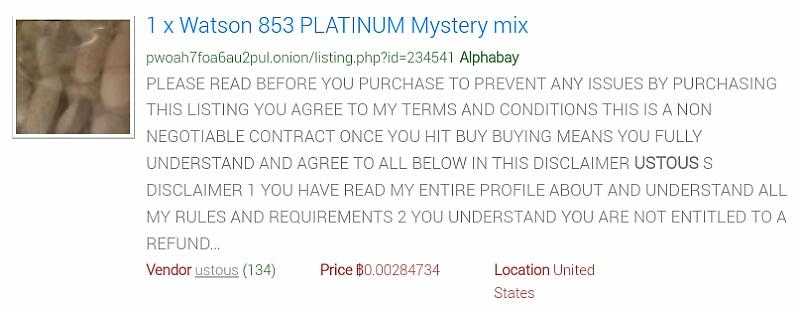 1 x Watson 853 PLATINUM Mystery mix
pwoah7foa6au2pul.onion/listing.php?id=234541 Alphabay
PLEASE READ BEFORE YOU PURCHASE TO PREVENT ANY ISSUES BY PURCHASING
THIS LISTING YOU AGREE TO MY TERMS AND CONDITIONS THIS IS A NON
NEGOTIABLE CONTRACT ONCE YOU HIT BUY BUYING MEANS YOU FULLY
UNDERSTAND AND AGREE TO ALL BELOW IN THIS DISCLAIMER USTOUS S
DISCLAIMER 1 YOU HAVE READ MY ENTIRE PROFILE ABOUT AND UNDERSTAND ALL
MY RULES AND REQUIREMENTS 2 YOU UNDERSTAND YOU ARE NOT ENTITLED TO A
REFUND...
Vendor ustous (134) Price ฿0.00284734 Location United
States